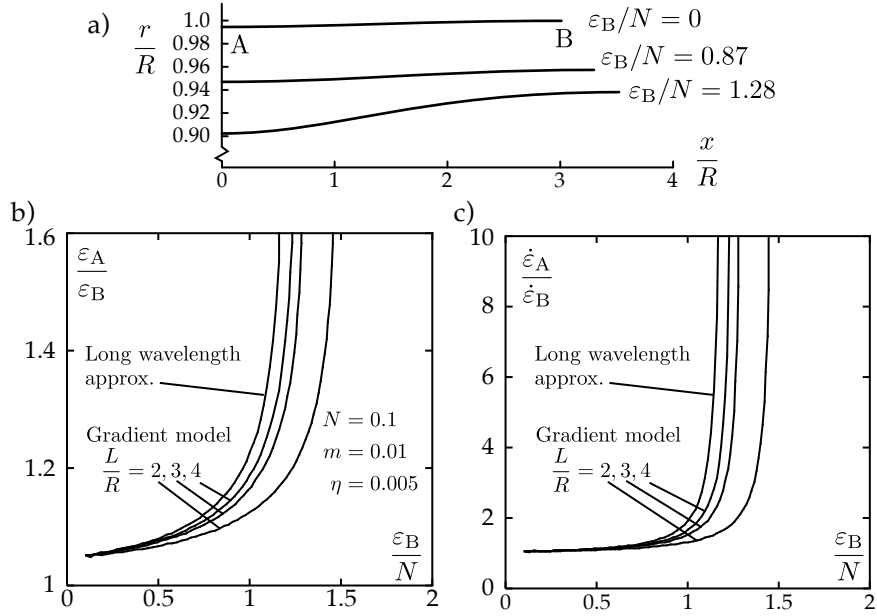 a)
r/R
1.0
0.98
0.96
0.94
0.92
0.90
A
B
ε_B/N = 0
ε_B/N = 0.87
ε_B/N = 1.28
x/R
0 1 2 3 4
b)
1.6
1.4
1.2
1
ε_A/ε_B
Long wavelength
approx.
Gradient model
L/R = 2, 3, 4
N = 0.1
m = 0.01
η = 0.005
ε_B/N
0 0.5 1 1.5 2
c)
10
8
6
4
2
0
ε̇_A/ε̇_B
Long wavelength
approx.
Gradient model
L/R = 2, 3, 4
ε_B/N
0 0.5 1 1.5 2